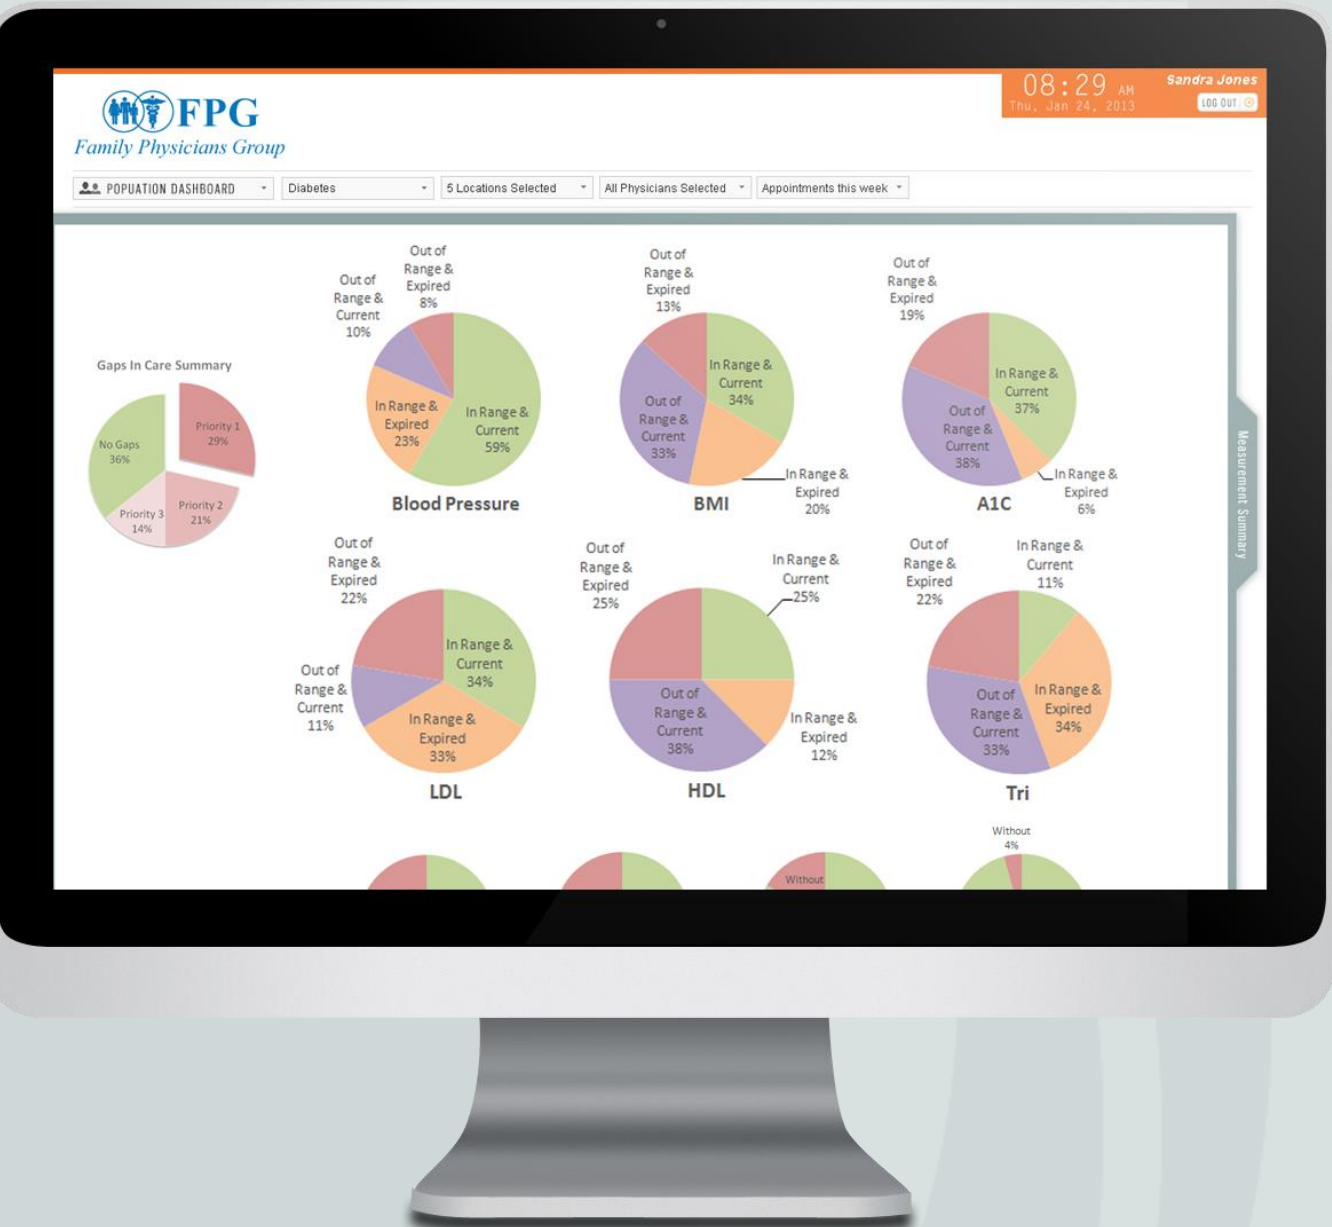 08:29 AM
Thu, Jan 24, 2013
Sandra Jones
LOG OUT
FPG
Family Physicians Group
POPUATION DASHBOARD
Diabetes
5 Locations Selected
All Physicians Selected
Appointments this week
Measurement Summary
Gaps In Care Summary
Priority 1
29%
Priority 2
21%
Priority 3
14%
No Gaps
36%
Out of
Range &
Expired
8%
Out of
Range &
Current
10%
In Range &
Expired
23%
In Range &
Current
59%
Blood Pressure
Out of
Range &
Expired
13%
In Range &
Current
34%
Out of
Range &
Current
33%
In Range &
Expired
20%
BMI
Out of
Range &
Expired
19%
In Range &
Current
37%
Out of
Range &
Current
38%
In Range &
Expired
6%
A1C
Out of
Range &
Expired
22%
In Range &
Current
34%
Out of
Range &
Current
11%
In Range &
Expired
33%
LDL
Out of
Range &
Expired
25%
In Range &
Current
25%
Out of
Range &
Current
38%
In Range &
Expired
12%
HDL
Out of
Range &
Expired
22%
In Range &
Current
11%
Out of
Range &
Current
33%
In Range &
Expired
34%
Tri
Without
Without
4%